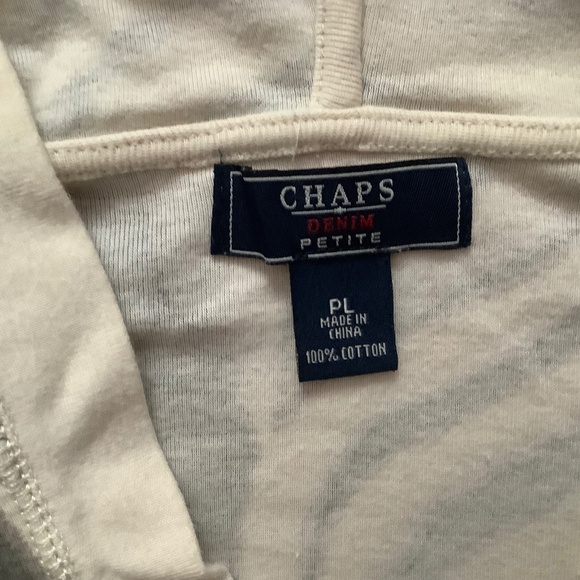 CHAPS
DENIM
PETITE
PL
MADE IN
CHINA
100% COTTON